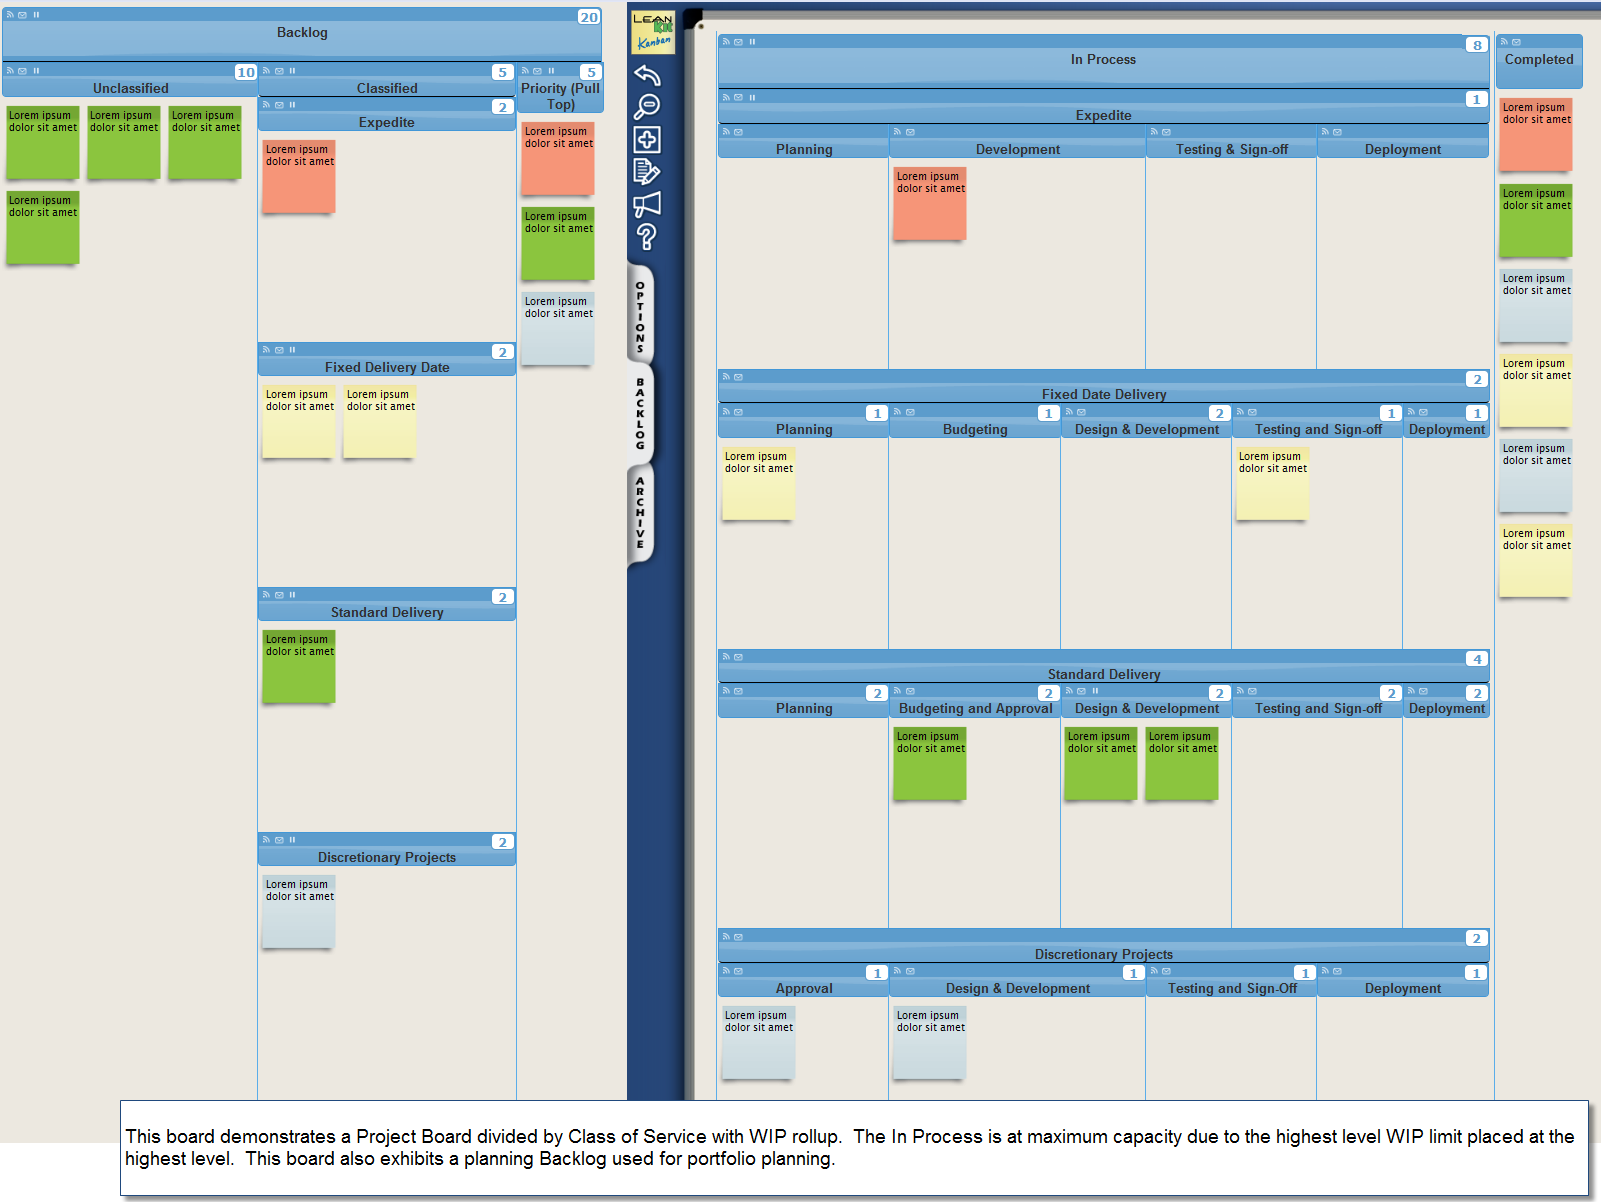 20
Backlog
10
Unclassified
5
Classified
5
Priority (Pull
Top)
Lorem ipsum
dolor sit amet
Lorem ipsum
dolor sit amet
Lorem ipsum
dolor sit amet
Lorem ipsum
dolor sit amet
2
Expedite
Lorem ipsum
dolor sit amet
2
Fixed Delivery Date
Lorem ipsum
dolor sit amet
Lorem ipsum
dolor sit amet
2
Standard Delivery
Lorem ipsum
dolor sit amet
2
Discretionary Projects
Lorem ipsum
dolor sit amet
Lorem ipsum
dolor sit amet
Lorem ipsum
dolor sit amet
Lorem ipsum
dolor sit amet
LEAN
Kit
Kanban
OPTIONS
BACKLOG
ARCHIVE
8
In Process
1
Expedite
Planning
Development
Testing & Sign-off
Deployment
Lorem ipsum
dolor sit amet
2
Fixed Date Delivery
1
Planning
1
Budgeting
2
Design & Development
1
Testing and Sign-off
1
Deployment
Lorem ipsum
dolor sit amet
Lorem ipsum
dolor sit amet
4
Standard Delivery
2
Planning
2
Budgeting and Approval
2
Design & Development
2
Testing and Sign-off
2
Deployment
Lorem ipsum
dolor sit amet
Lorem ipsum
dolor sit amet
Lorem ipsum
dolor sit amet
2
Discretionary Projects
1
Approval
1
Design & Development
1
Testing and Sign-Off
1
Deployment
Lorem ipsum
dolor sit amet
Lorem ipsum
dolor sit amet
Completed
Lorem ipsum
dolor sit amet
Lorem ipsum
dolor sit amet
Lorem ipsum
dolor sit amet
Lorem ipsum
dolor sit amet
Lorem ipsum
dolor sit amet
Lorem ipsum
dolor sit amet
This board demonstrates a Project Board divided by Class of Service with WIP rollup.  The In Process is at maximum capacity due to the highest level WIP limit placed at the
highest level.  This board also exhibits a planning Backlog used for portfolio planning.